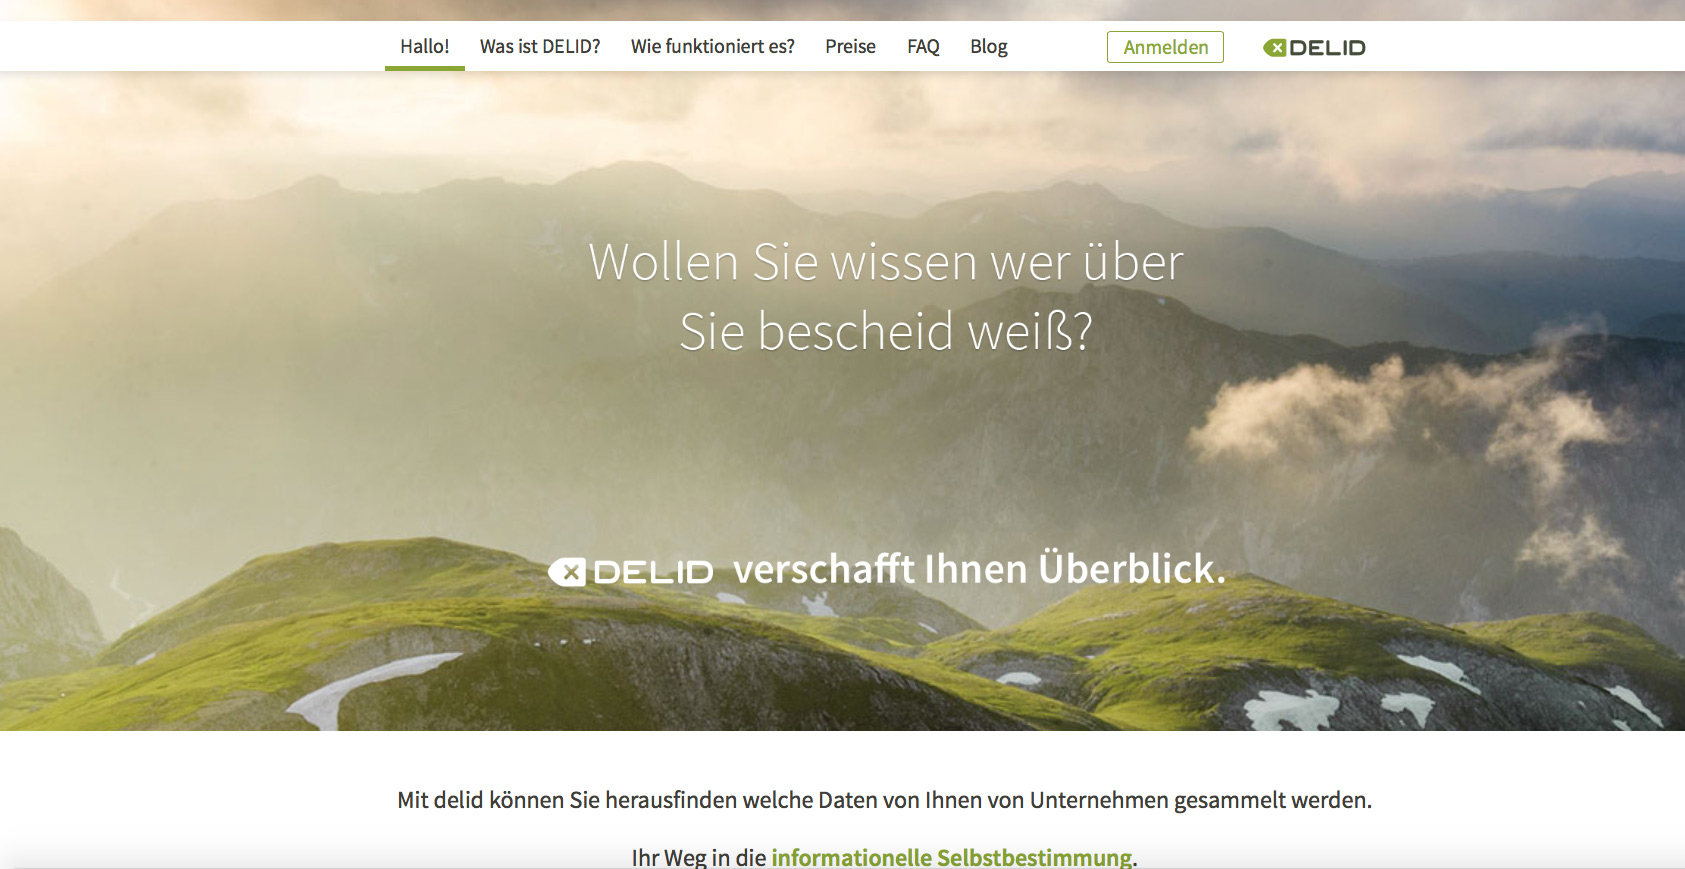 Hallo! Was ist DELID? Wie funktioniert es? Preise FAQ Blog Anmelden DELID
Wollen Sie wissen wer über
Sie bescheid weiß?
DELID verschafft Ihnen Überblick.
Mit delid können Sie herausfinden welche Daten von Ihnen von Unternehmen gesammelt werden.
Ihr Weg in die informationelle Selbstbestimmung.